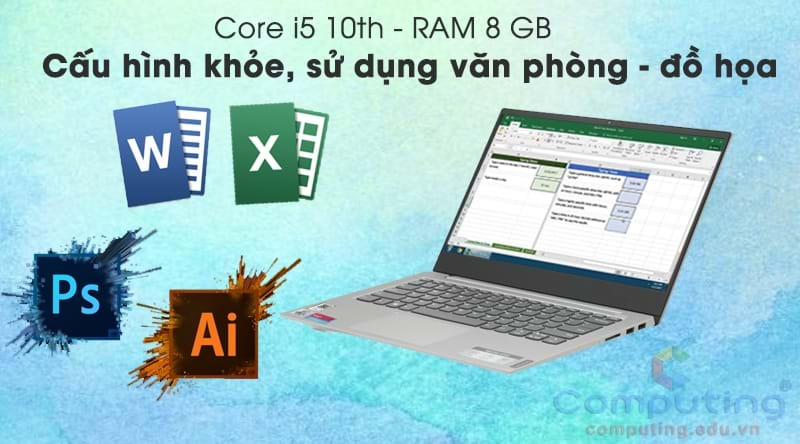 Core i5 10th - RAM 8 GB
Cấu hình khỏe, sử dụng văn phòng - đồ họa
W
X
Ps
Ai
Computing
computing.edu.vn